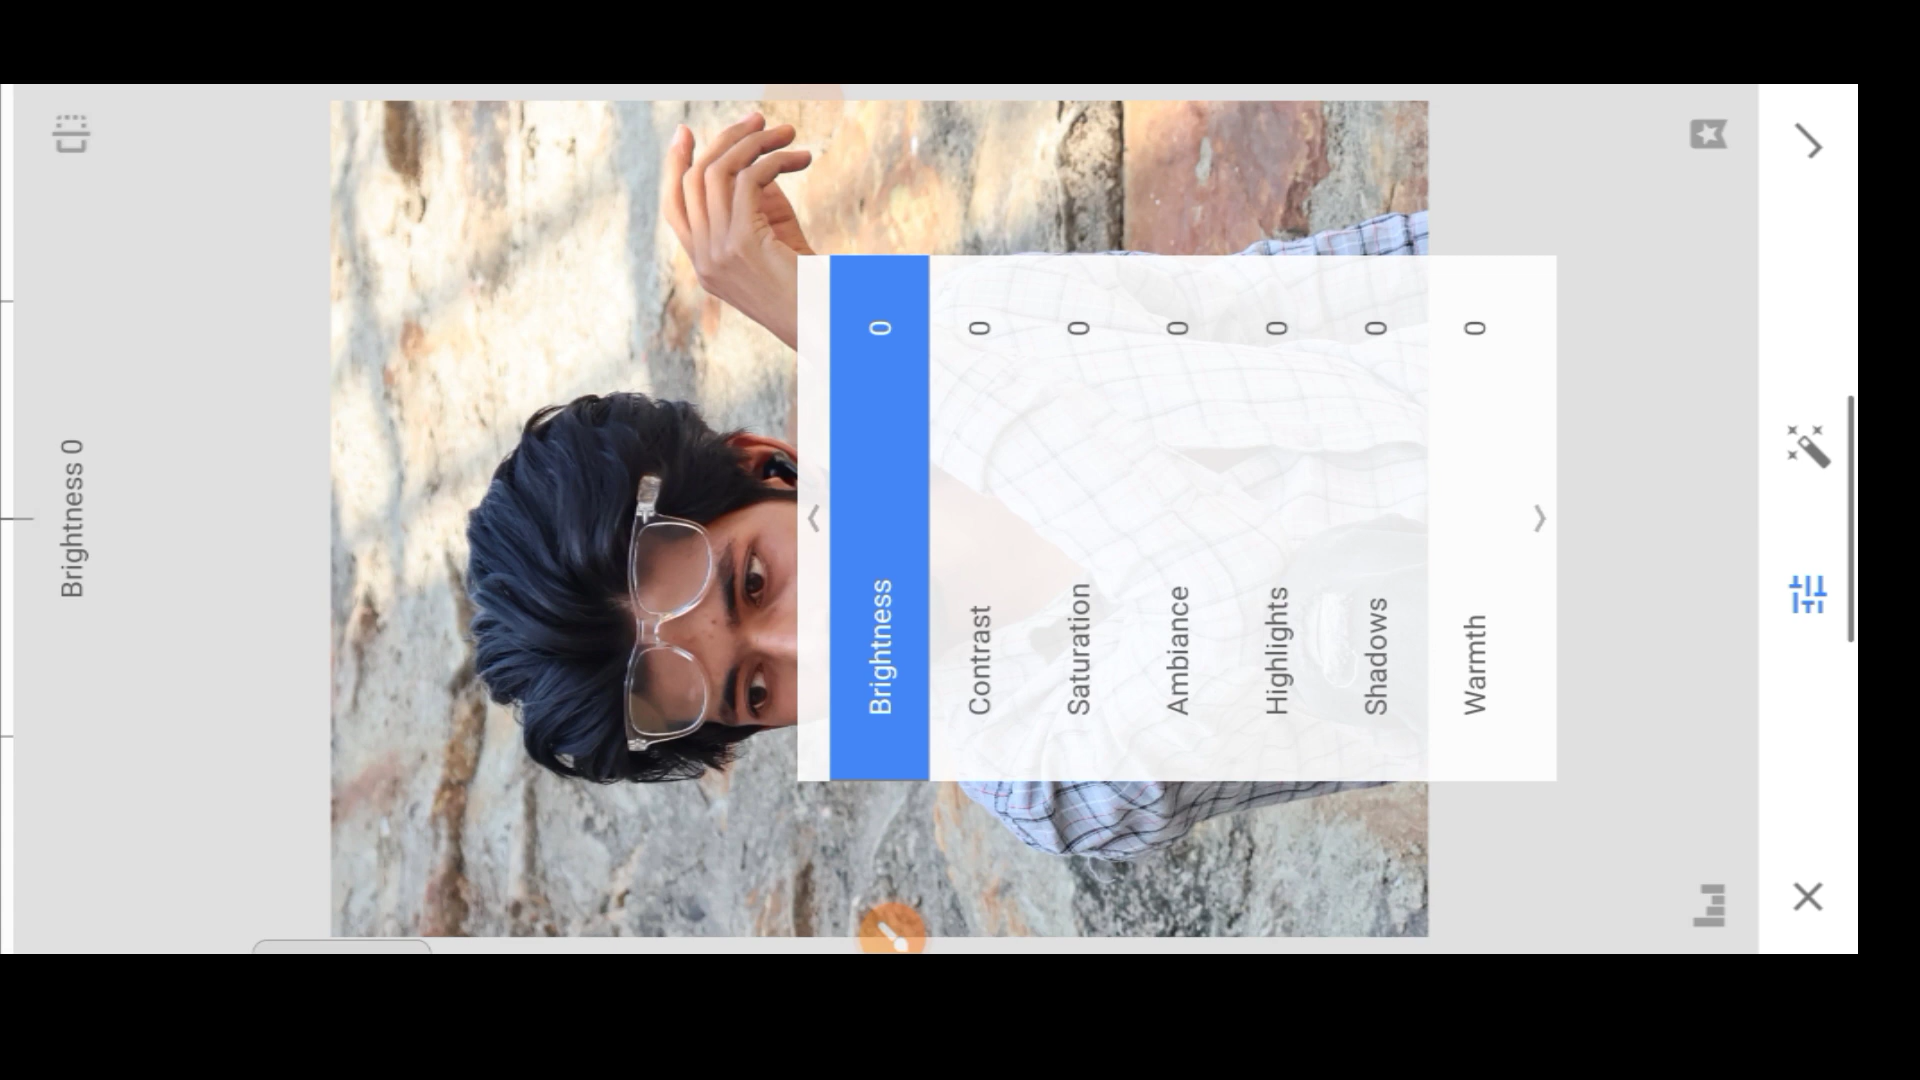 Brightness 0
Brightness 0
Contrast 0
Saturation 0
Ambiance 0
Highlights 0
Shadows 0
Warmth 0